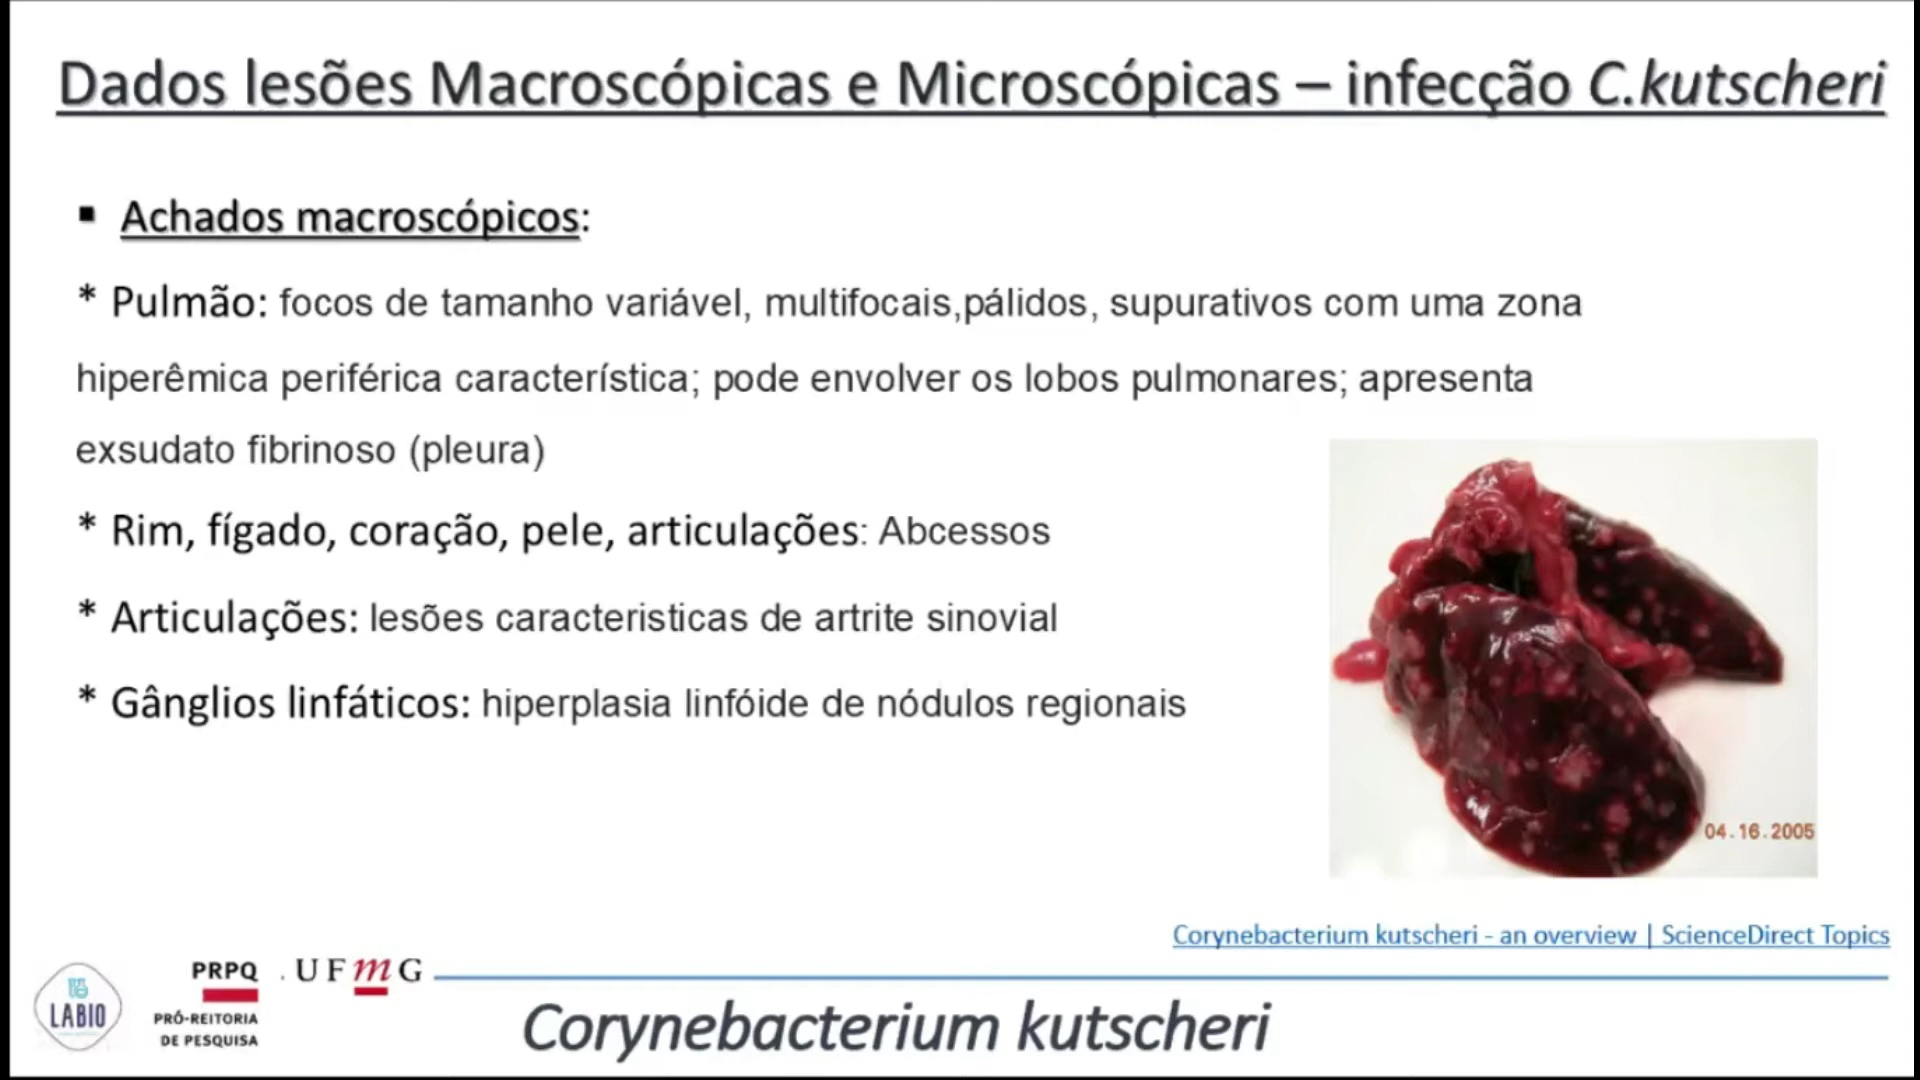 Dados lesões Macroscópicas e Microscópicas – infecção C.kutscheri
▪ Achados macroscópicos:
* Pulmão: focos de tamanho variável, multifocais,pálidos, supurativos com uma zona
hiperêmica periférica característica; pode envolver os lobos pulmonares; apresenta
exsudato fibrinoso (pleura)
* Rim, fígado, coração, pele, articulações: Abcessos
* Articulações: lesões caracteristicas de artrite sinovial
* Gânglios linfáticos: hiperplasia linfóide de nódulos regionais
04.16.2005
Corynebacterium kutscheri - an overview | ScienceDirect Topics
LABIO
PRPQ
PRÓ-REITORIA
DE PESQUISA
UFmG
Corynebacterium kutscheri